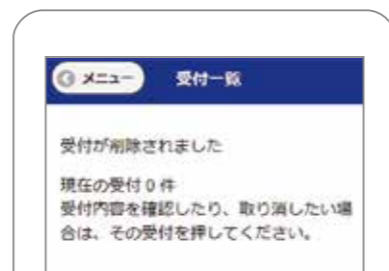 メニュー 受付一覧
受付が削除されました
現在の受付0件
受付内容を確認したり、取り消したい場
合は、その受付を押してください。